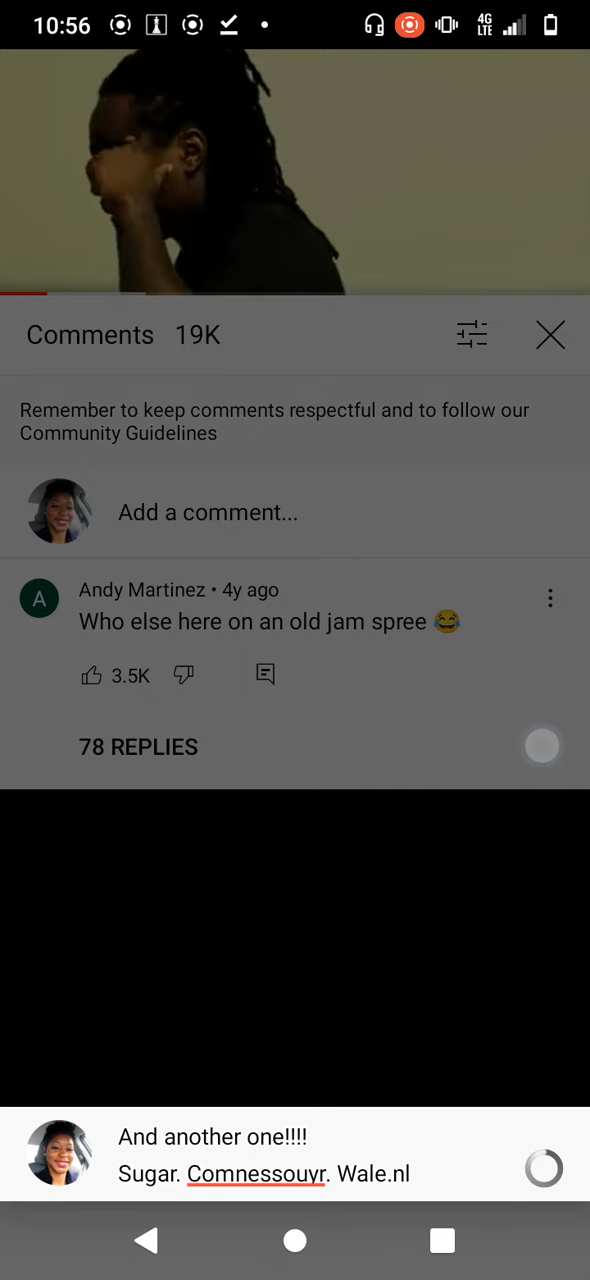 10:56
4G
LTE
Comments 19K
Remember to keep comments respectful and to follow our
Community Guidelines
Add a comment...
A
Andy Martinez • 4y ago
Who else here on an old jam spree 😂
3.5K
78 REPLIES
And another one!!!!
Sugar. Comnessouyr. Wale.nl